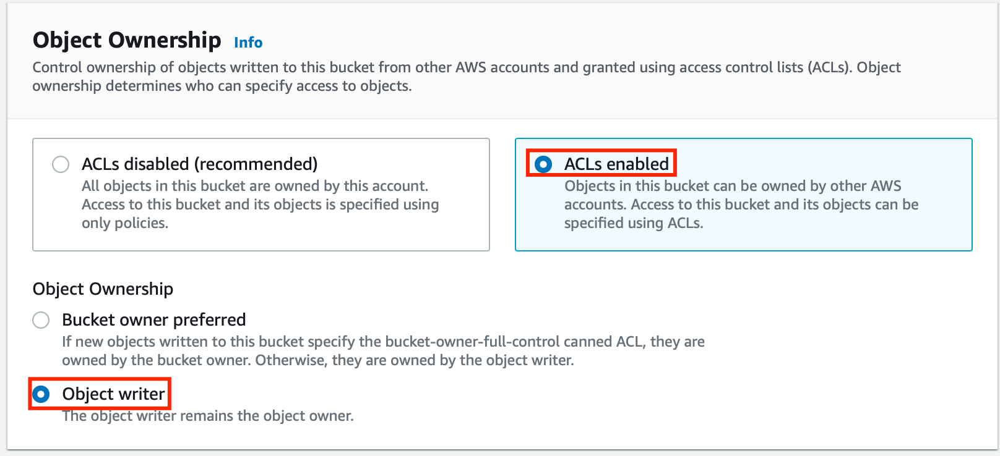 Object Ownership Info
Control ownership of objects written to this bucket from other AWS accounts and granted using access control lists (ACLs). Object
ownership determines who can specify access to objects.
ACLs disabled (recommended)
All objects in this bucket are owned by this account.
Access to this bucket and its objects is specified using
only policies.
ACLs enabled
Objects in this bucket can be owned by other AWS
accounts. Access to this bucket and its objects can be
specified using ACLs.
Object Ownership
Bucket owner preferred
If new objects written to this bucket specify the bucket-owner-full-control canned ACL, they are
owned by the bucket owner. Otherwise, they are owned by the object writer.
Object writer
The object writer remains the object owner.